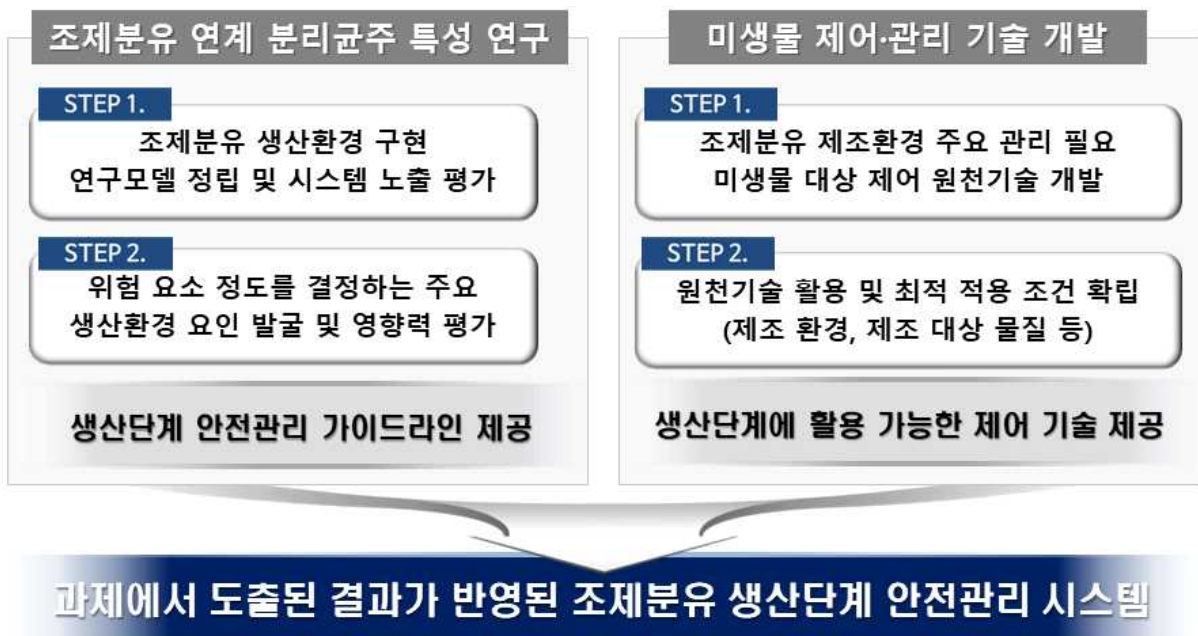 조제분유 연계 분리균주 특성 연구
STEP 1.
조제분유 생산환경 구현
연구모델 정립 및 시스템 노출 평가
STEP 2.
위험 요소 정도를 결정하는 주요
생산환경 요인 발굴 및 영향력 평가
생산단계 안전관리 가이드라인 제공
미생물 제어·관리 기술 개발
STEP 1.
조제분유 제조환경 주요 관리 필요
미생물 대상 제어 원천기술 개발
STEP 2.
원천기술 활용 및 최적 적용 조건 확립
(제조 환경, 제조 대상 물질 등)
생산단계에 활용 가능한 제어 기술 제공
과제에서 도출된 결과가 반영된 조제분유 생산단계 안전관리 시스템